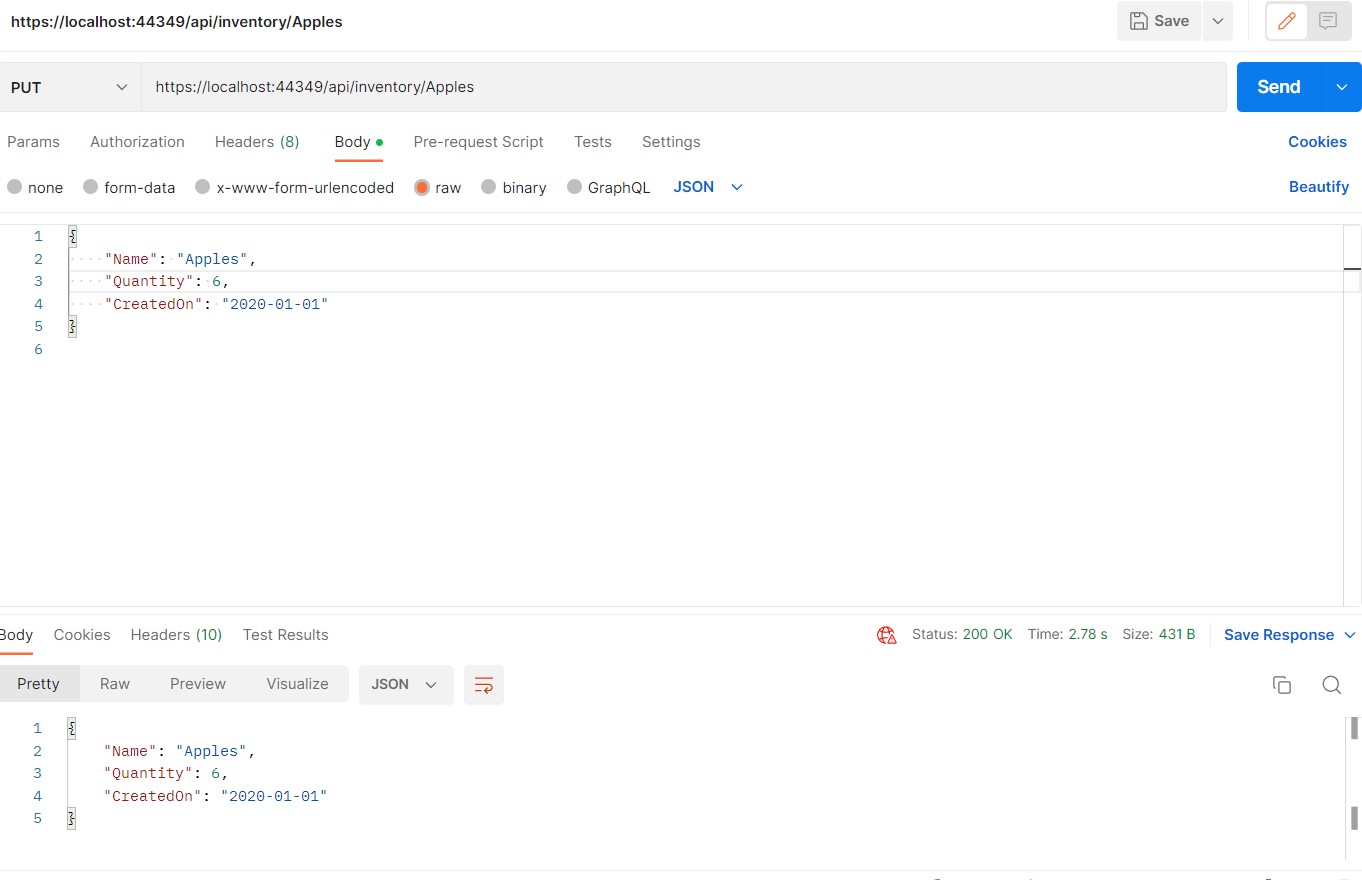 https://localhost:44349/api/inventory/Apples Save
PUT https://localhost:44349/api/inventory/Apples Send
Params Authorization Headers (8) Body Pre-request Script Tests Settings Cookies
none form-data x-www-form-urlencoded raw binary GraphQL JSON Beautify
1 {
2 "Name": "Apples",
3 "Quantity": 6,
4 "CreatedOn": "2020-01-01"
5 }
6
Body Cookies Headers (10) Test Results Status: 200 OK Time: 2.78 s Size: 431 B Save Response
Pretty Raw Preview Visualize JSON
1 {
2 "Name": "Apples",
3 "Quantity": 6,
4 "CreatedOn": "2020-01-01"
5 }